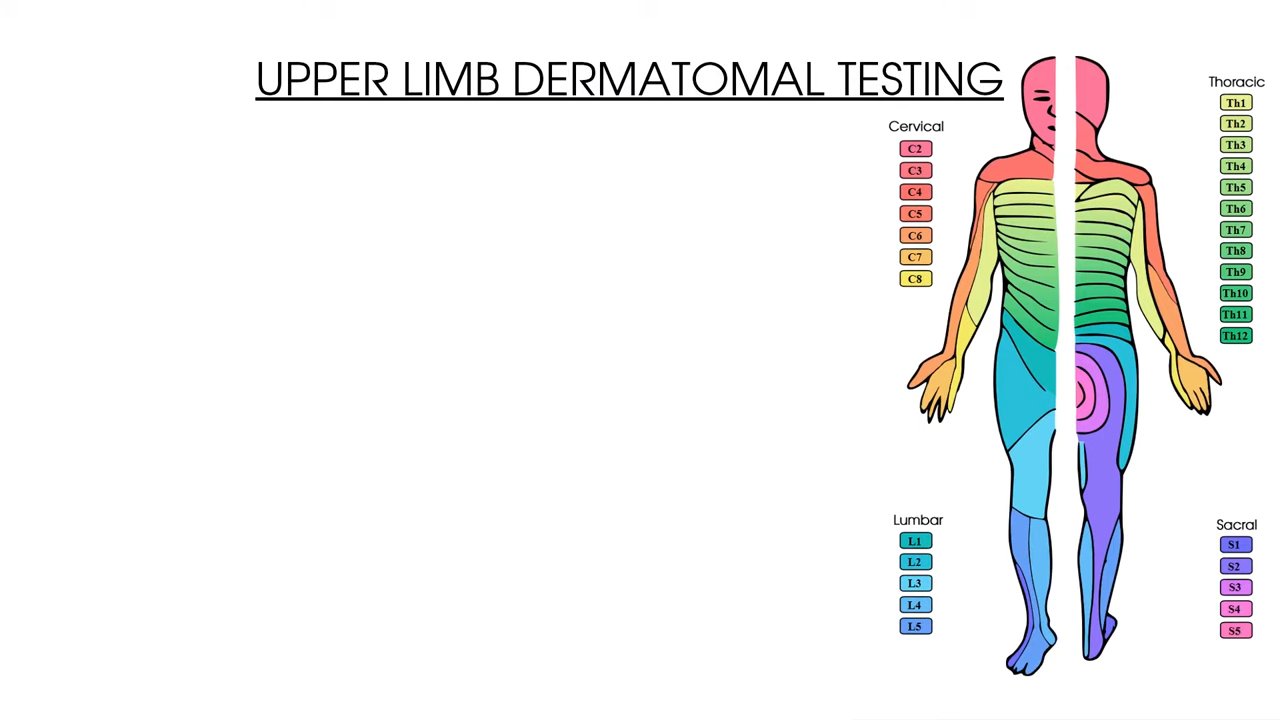 UPPER LIMB DERMATOMAL TESTING
Cervical
C2
C3
C4
C5
C6
C7
C8
Thoracic
Th1
Th2
Th3
Th4
Th5
Th6
Th7
Th8
Th9
Th10
Th11
Th12
Lumbar
L1
L2
L3
L4
L5
Sacral
S1
S2
S3
S4
S5